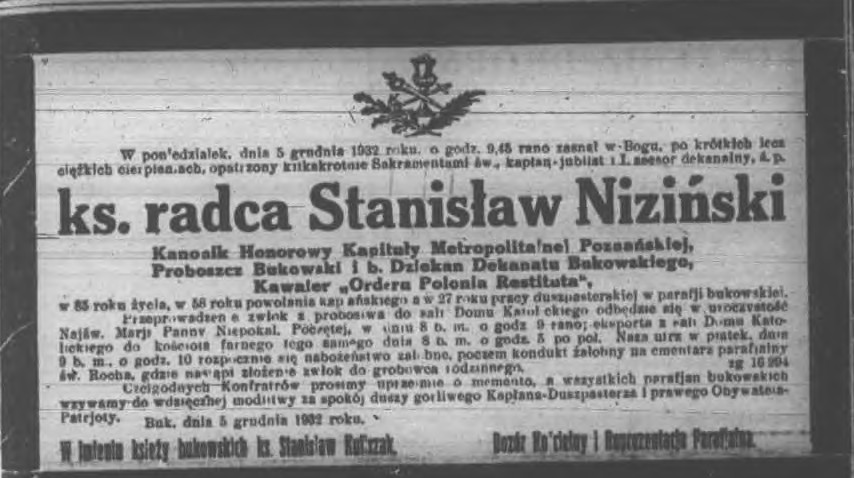 W pon'edzialek, dnia 5 grudnia 1932 roku, o godz. 9,45 rano zasnął w Bogu, po krótkich lecz
ciężkich cierpieniach, opatrzony kilkakrotnie Sakramentami św., kapłan-jubilat i I. asesor dekanalny, ś. p.
ks. radca Stanisław Niziński
Kanonik Honorowy Kapituły Metropolitalnej Poznańskiej,
Proboszcz Bukowski i b. Dziekan Dekanatu Bukowskiego,
Kawaler „Orderu Polonia Restituta",
w 85 roku życia, w 58 roku powołania kapłańskiego a w 27 roku pracy duszpasterskiej w parafji bukowskiej.
Przeprowadzenie zwłok z probostwa do sali Domu Katolickiego odbędzie się w uroczystość
Najśw. Marji Panny Niepokal. Poczętej, w dniu 8 b. m. o godz 9 rano; eksporta z sali Domu Kato-
lickiego do kościoła farnego tego samego dnia 8 b. m. o godz. 5 po poł. Nazajutrz w piątek, dnia
9 b. m., o godz. 10 rozpocznie się nabożeństwo żałobne, poczem kondukt żałobny na cmentarz parafjalny
św. Rocha, gdzie nastąpi złożenie zwłok do grobowca rodzinnego. zg 16 994
Czcigodnych Konfratrów prosimy uprzejmie o memento, a wszystkich parafjan bukowskich
wzywamy do wdzięcznej modlitwy za spokój duszy gorliwego Kapłana-Duszpasterza i prawego Obywatela-
Patrjoty. Buk, dnia 5 grudnia 1932 roku.
W imieniu księży bukowskich ks. Stanisław
Dozór Kościelny i Reprezentacja Parafjalna.